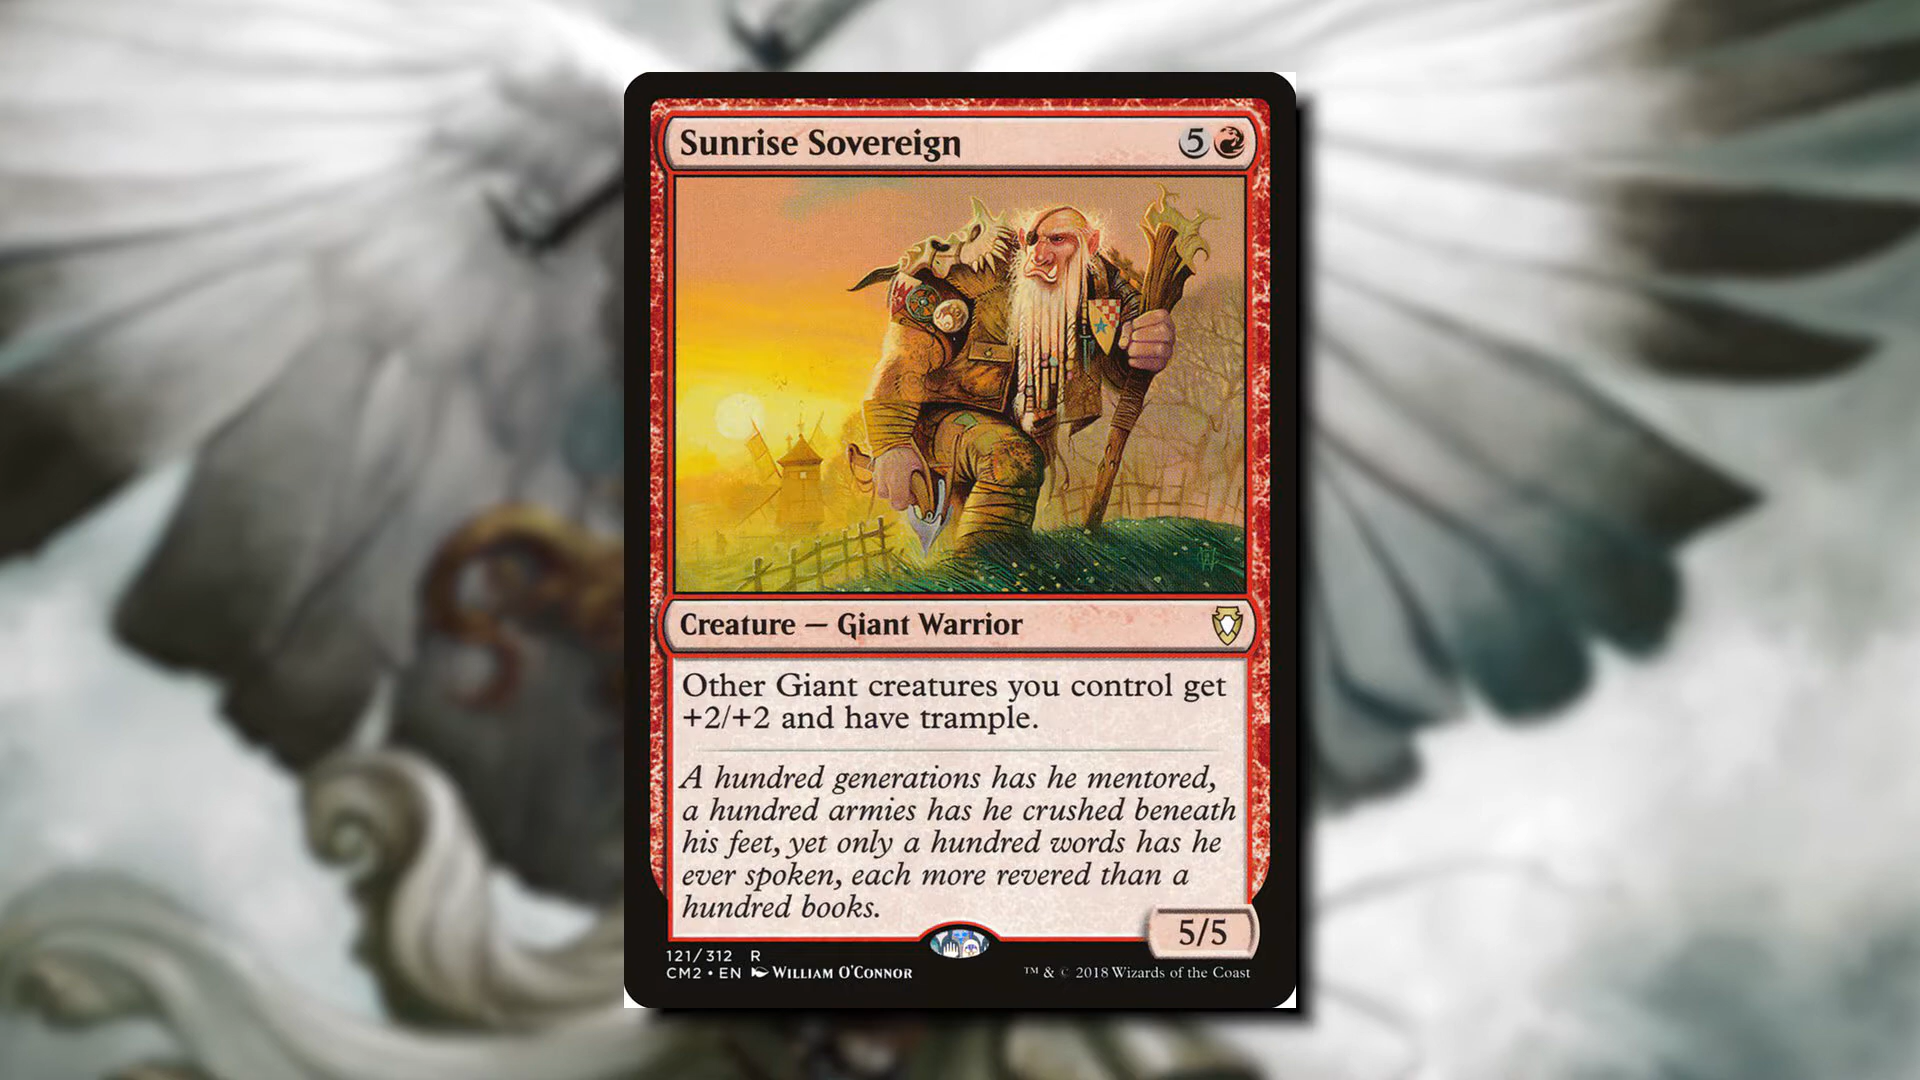 Sunrise Sovereign 5
Creature — Giant Warrior
Other Giant creatures you control get
+2/+2 and have trample.
A hundred generations has he mentored,
a hundred armies has he crushed beneath
his feet, yet only a hundred words has he
ever spoken, each more revered than a
hundred books.
5/5
121/312 R
CM2 • EN WILLIAM O'CONNOR
™ & © 2018 Wizards of the Coast